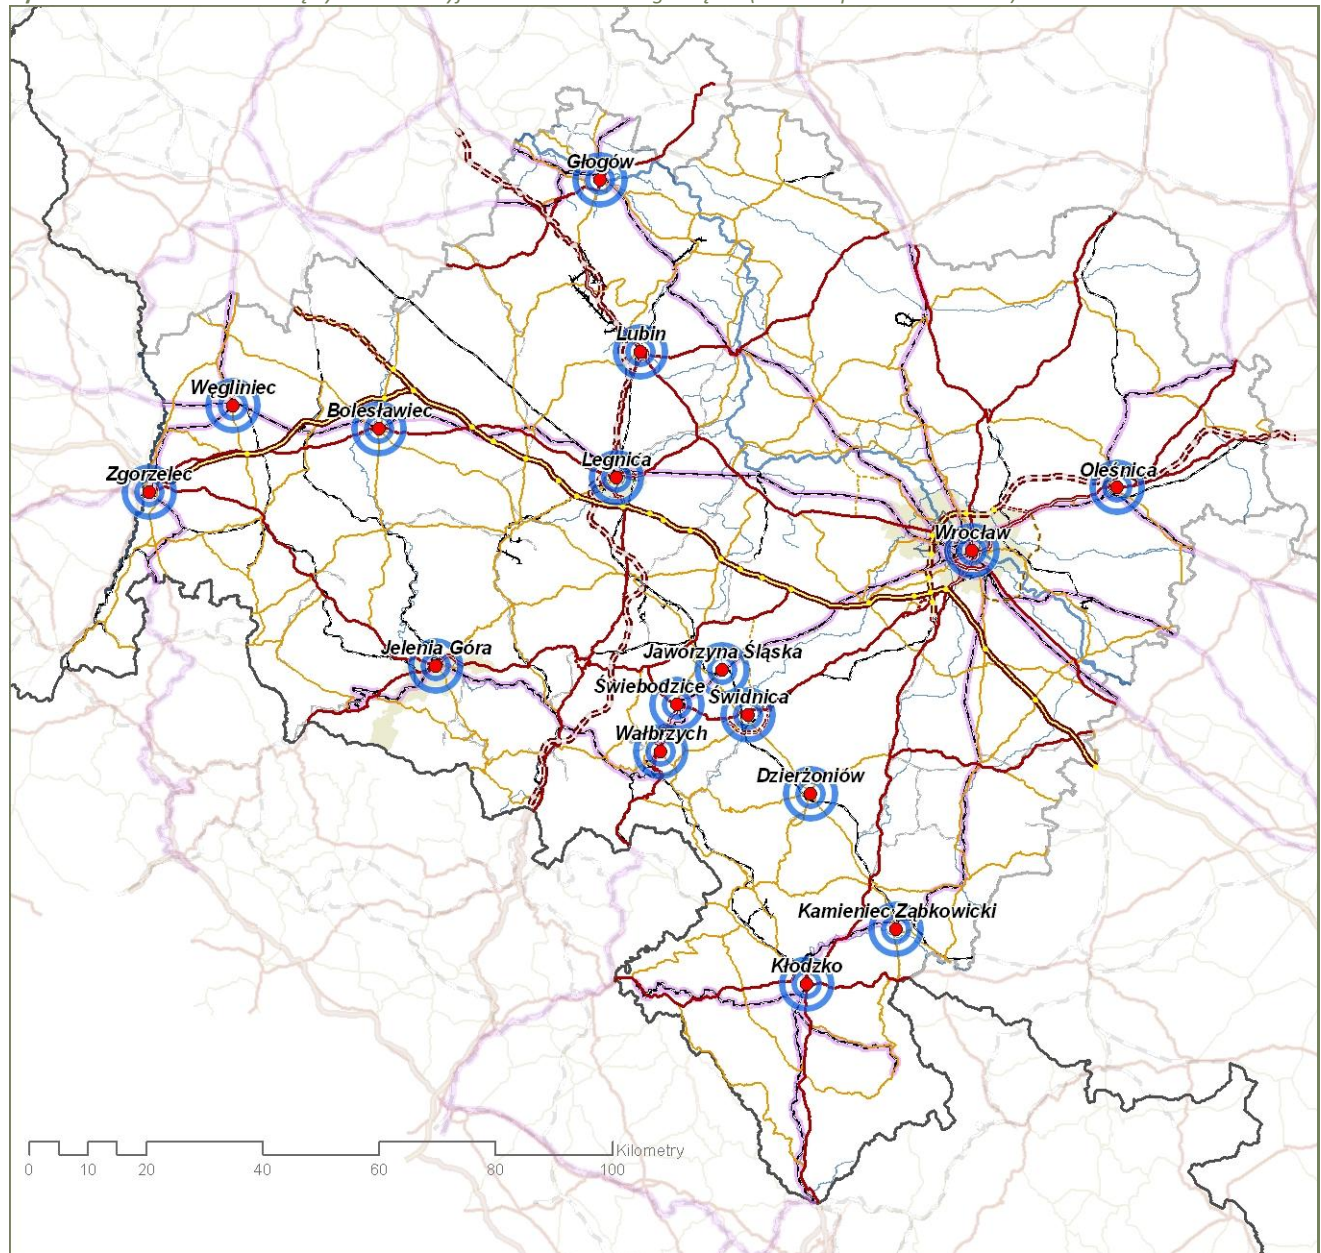 Głogów
Lubin
Węgliniec
Bolesławiec
Legnica
Zgorzelec
Oleśnica
Wrocław
Jelenia Góra
Jaworzyna Śląska
Świebodzice
Świdnica
Wałbrzych
Dzierżoniów
Kamieniec Ząbkowicki
Kłodzko
Kilometry
0 10 20 40 60 80 100